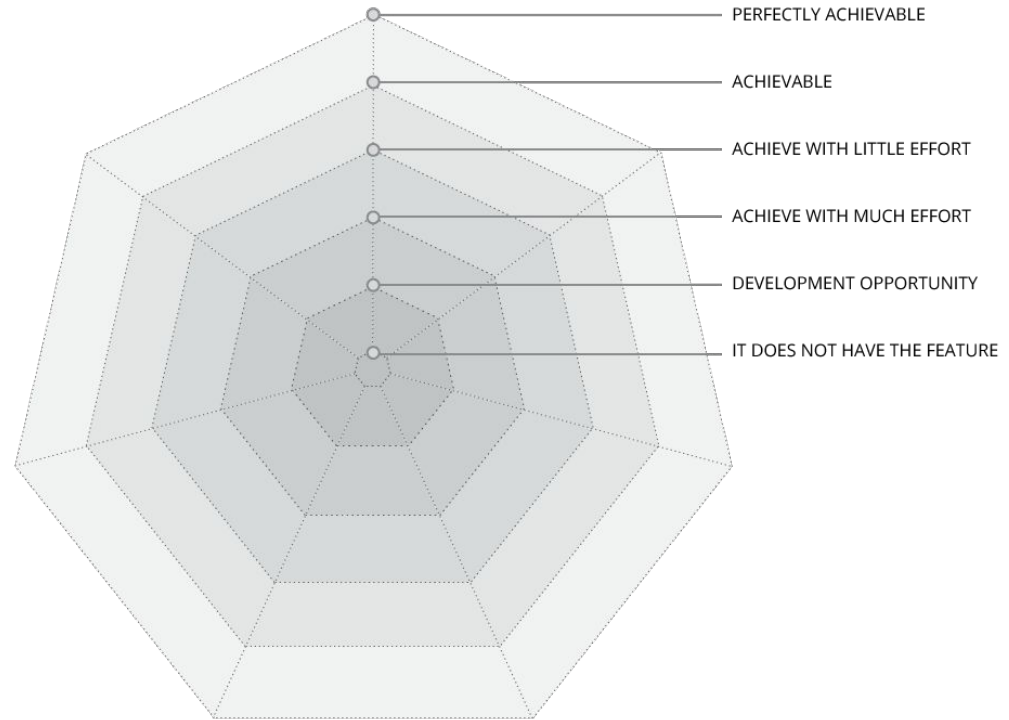 PERFECTLY ACHIEVABLE
ACHIEVABLE
ACHIEVE WITH LITTLE EFFORT
ACHIEVE WITH MUCH EFFORT
DEVELOPMENT OPPORTUNITY
IT DOES NOT HAVE THE FEATURE